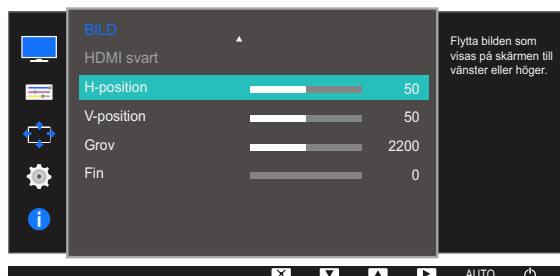 BILD
HDMI svart
H-position 50
V-position 50
Grov 2200
Fin 0
Flytta bilden som
visas på skärmen till
vänster eller höger.
AUTO